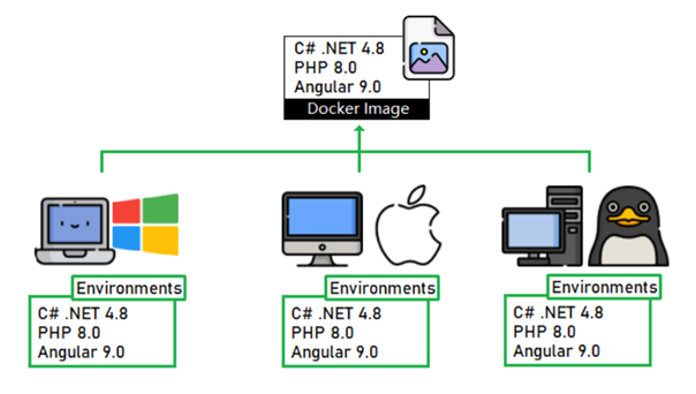 C# .NET 4.8
PHP 8.0
Angular 9.0
Docker Image
Environments
C# .NET 4.8
PHP 8.0
Angular 9.0
Environments
C# .NET 4.8
PHP 8.0
Angular 9.0
Environments
C# .NET 4.8
PHP 8.0
Angular 9.0